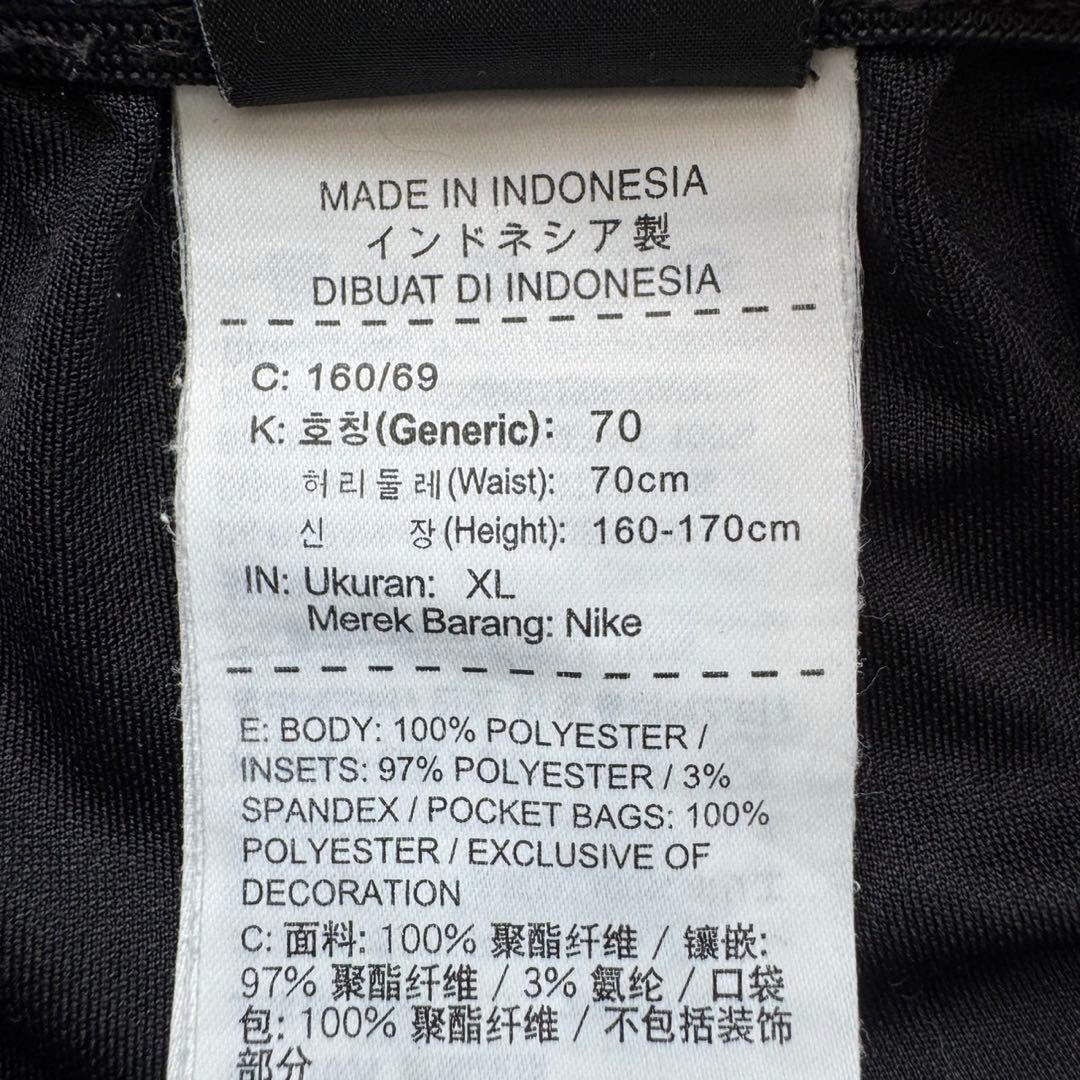 MADE IN INDONESIA
インドネシア製
DIBUAT DI INDONESIA
C: 160/69
K: 호칭(Generic): 70
허리둘레(Waist): 70cm
신 장(Height): 160-170cm
IN: Ukuran: XL
Merek Barang: Nike
E: BODY: 100% POLYESTER /
INSETS: 97% POLYESTER / 3%
SPANDEX / POCKET BAGS: 100%
POLYESTER / EXCLUSIVE OF
DECORATION
C: 面料: 100% 聚酯纤维 / 镶嵌:
97% 聚酯纤维 / 3% 氨纶 / 口袋
包: 100% 聚酯纤维 / 不包括装饰
部分